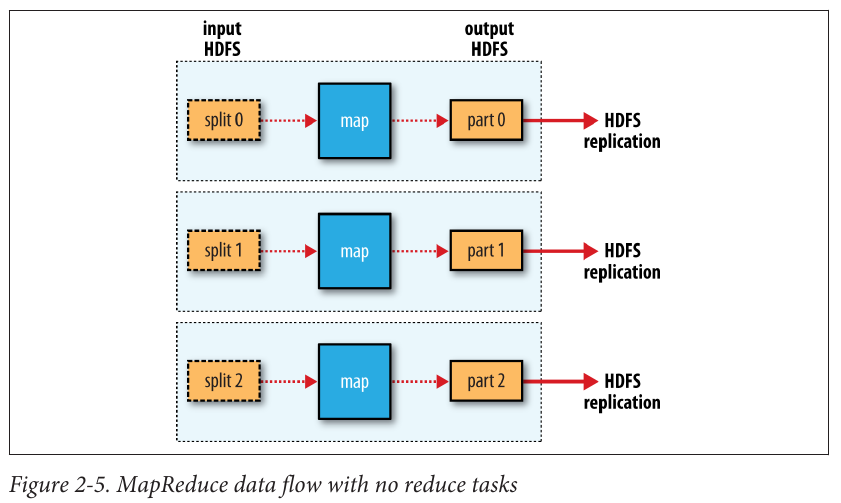 input
HDFS
output
HDFS
split 0
map
part 0
HDFS
replication
split 1
map
part 1
HDFS
replication
split 2
map
part 2
HDFS
replication
Figure 2-5. MapReduce data flow with no reduce tasks